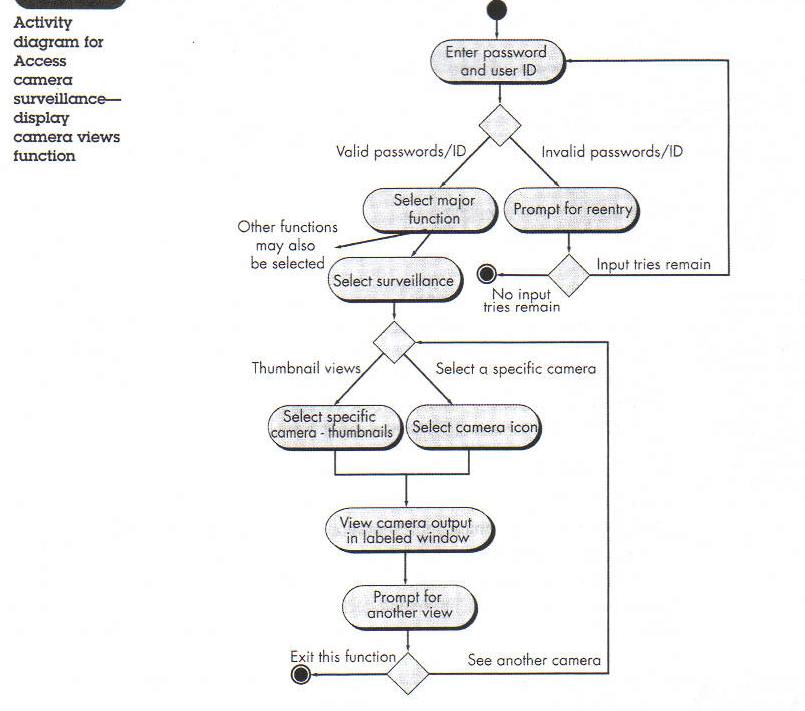 Activity
diagram for
Access
camera
surveillance—
display
camera views
function
Enter password
and user ID
Valid passwords/ID
Invalid passwords/ID
Select major
function
Prompt for reentry
Other functions
may also
be selected
Input tries remain
Select surveillance
No input
tries remain
Thumbnail views
Select a specific camera
Select specific
camera - thumbnails
Select camera icon
View camera output
in labeled window
Prompt for
another view
Exit this function
See another camera